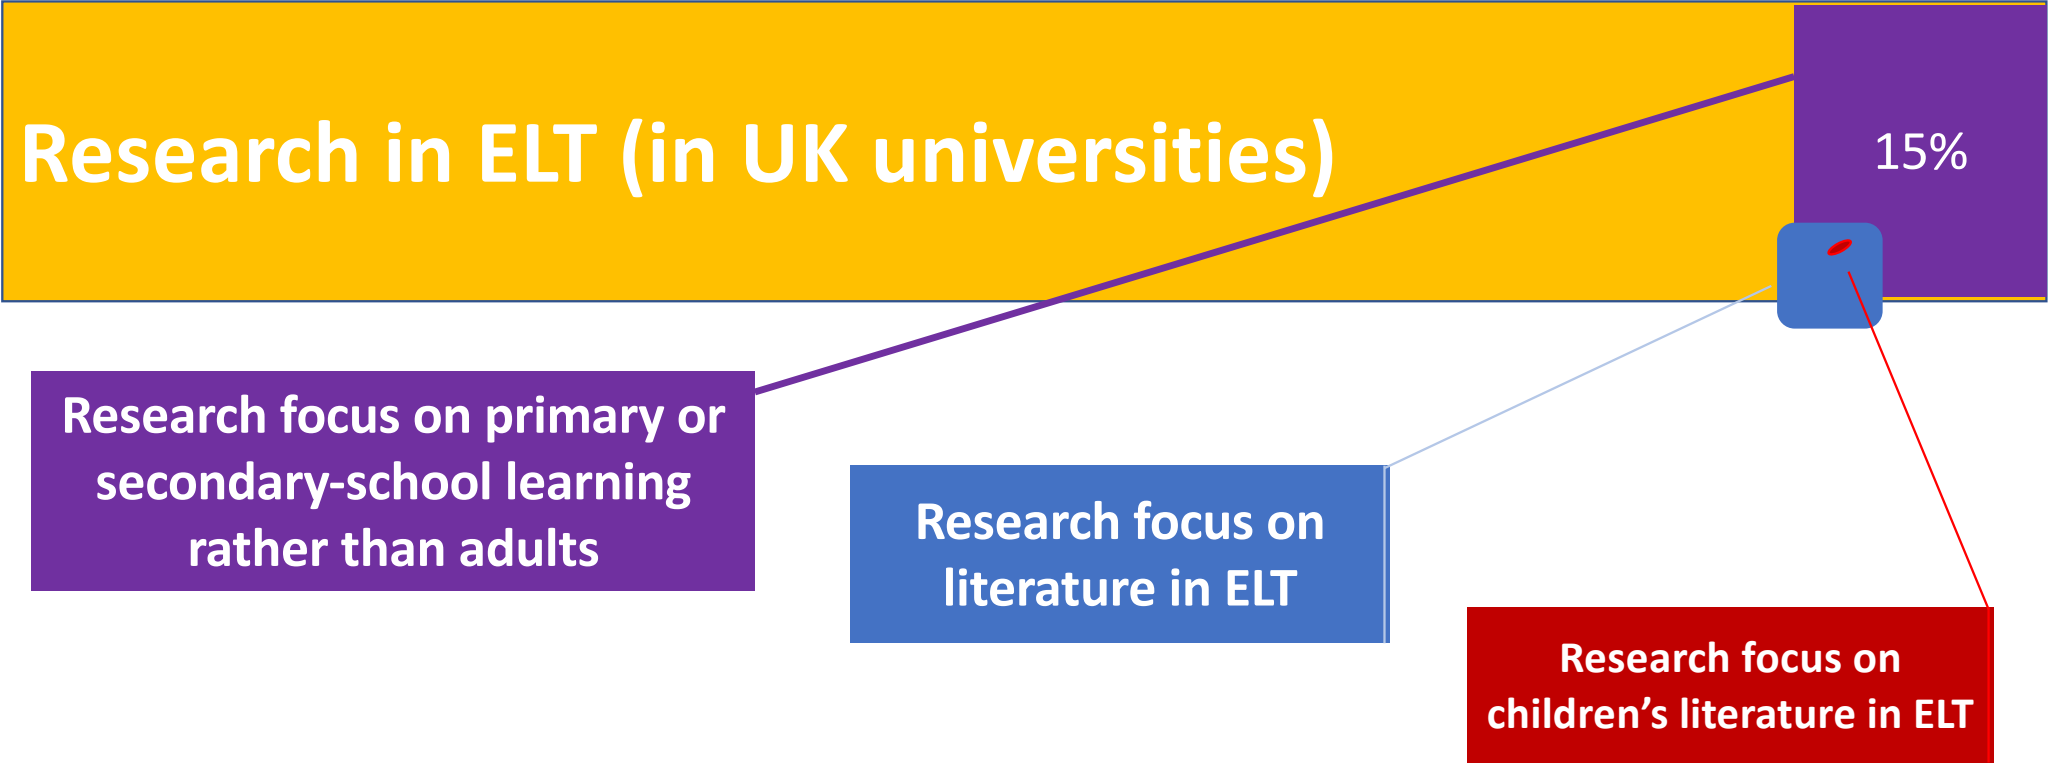 Research in ELT (in UK universities)
15%
Research focus on primary or
secondary-school learning
rather than adults
Research focus on
literature in ELT
Research focus on
children’s literature in ELT